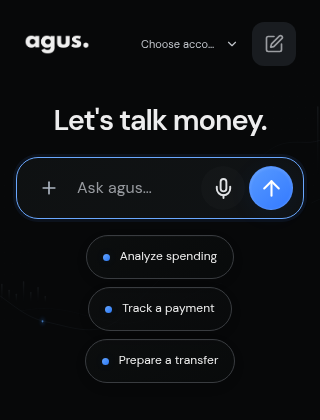 agus.
Choose acco...
Let's talk money.
Ask agus...
Analyze spending
Track a payment
Prepare a transfer